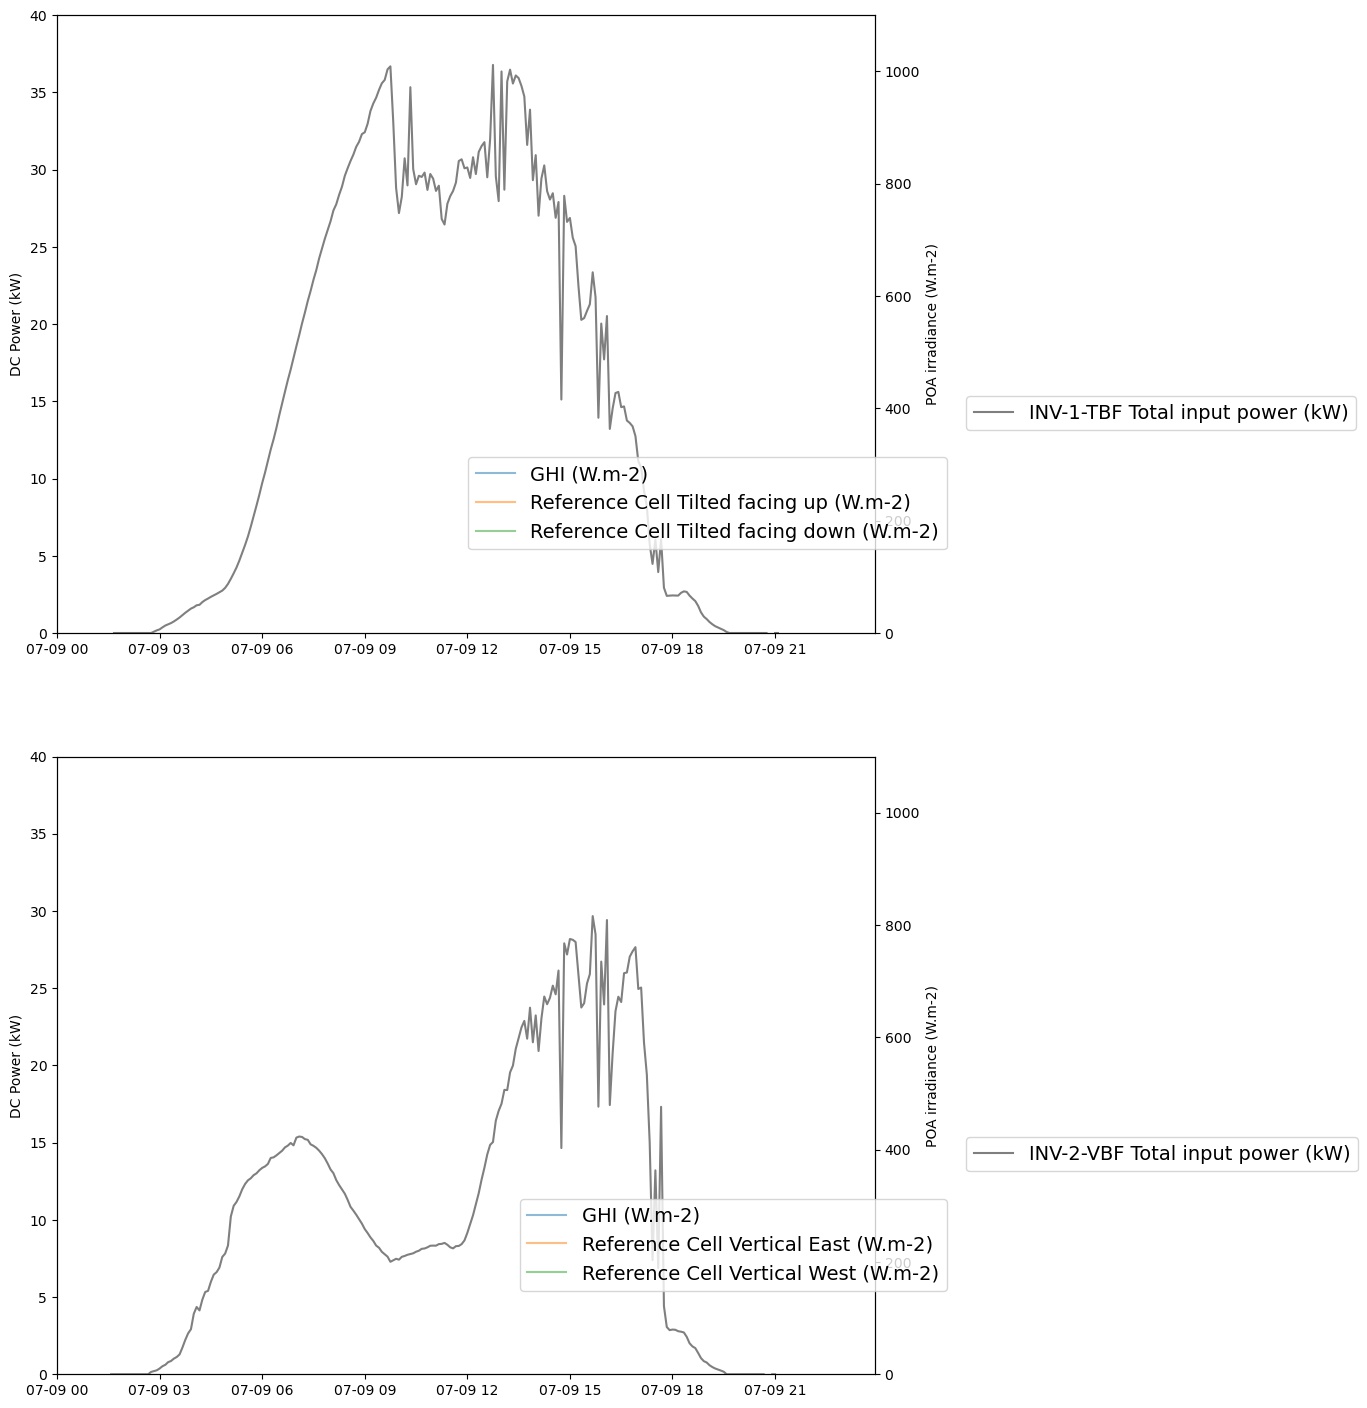 40
35
30
25
20
15
10
5
0
DC Power (kW)
1000
800
600
400
200
0
POA irradiance (W.m-2)
INV-1-TBF Total input power (kW)
GHI (W.m-2)
Reference Cell Tilted facing up (W.m-2)
Reference Cell Tilted facing down (W.m-2)
07-09 00 07-09 03 07-09 06 07-09 09 07-09 12 07-09 15 07-09 18 07-09 21
40
35
30
25
20
15
10
5
0
DC Power (kW)
1000
800
600
400
200
0
POA irradiance (W.m-2)
INV-2-VBF Total input power (kW)
GHI (W.m-2)
Reference Cell Vertical East (W.m-2)
Reference Cell Vertical West (W.m-2)
07-09 00 07-09 03 07-09 06 07-09 09 07-09 12 07-09 15 07-09 18 07-09 21